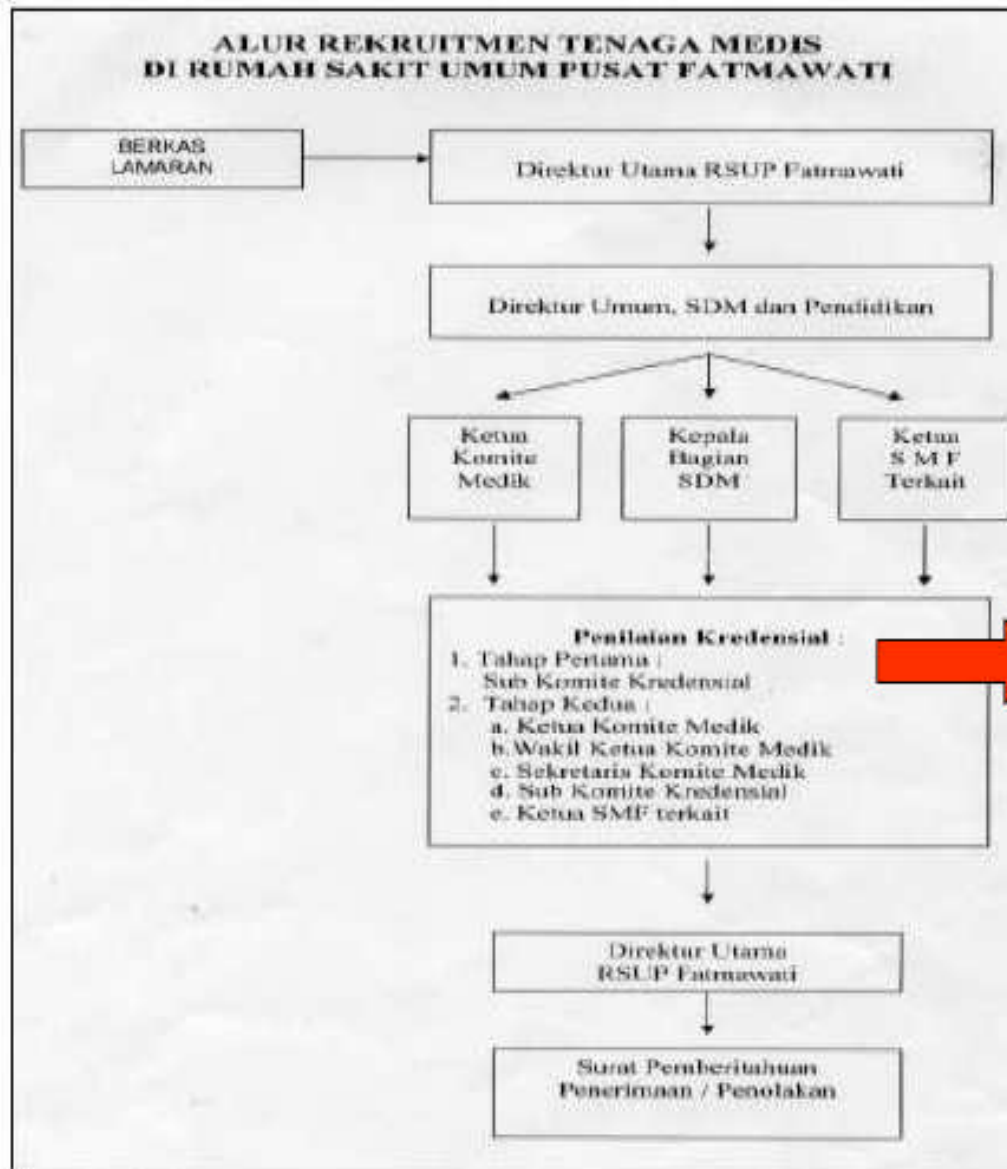 ALUR REKRUITMEN TENAGA MEDIS
DI RUMAH SAKIT UMUM PUSAT FATMAWATI
BERKAS
LAMARAN
Direktur Utama RSUP Fatmawati
Direktur Umum, SDM dan Pendidikan
Ketua
Komite
Medik
Kepala
Bagian
SDM
Ketua
S M F
Terkait
Penilaian Kredensial :
1. Tahap Pertama :
Sub Komite Kredensial
2. Tahap Kedua :
a. Ketua Komite Medik
b.Wakil Ketua Komite Medik
c. Sekretaris Komite Medik
d. Sub Komite Kredensial
e. Ketua SMF terkait
Direktur Utama
RSUP Fatmawati
Surat Pemberitahuan
Penerimaan / Penolakan